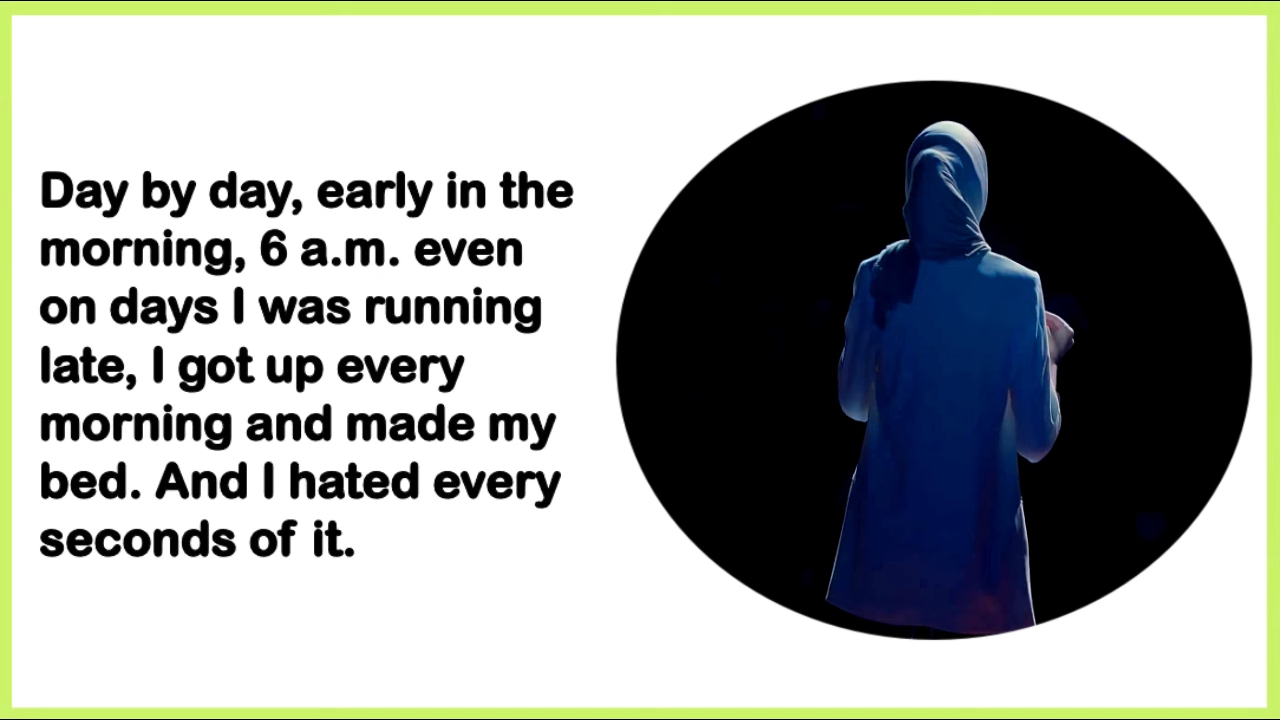 Day by day, early in the
morning, 6 a.m. even
on days I was running
late, I got up every
morning and made my
bed. And I hated every
seconds of it.